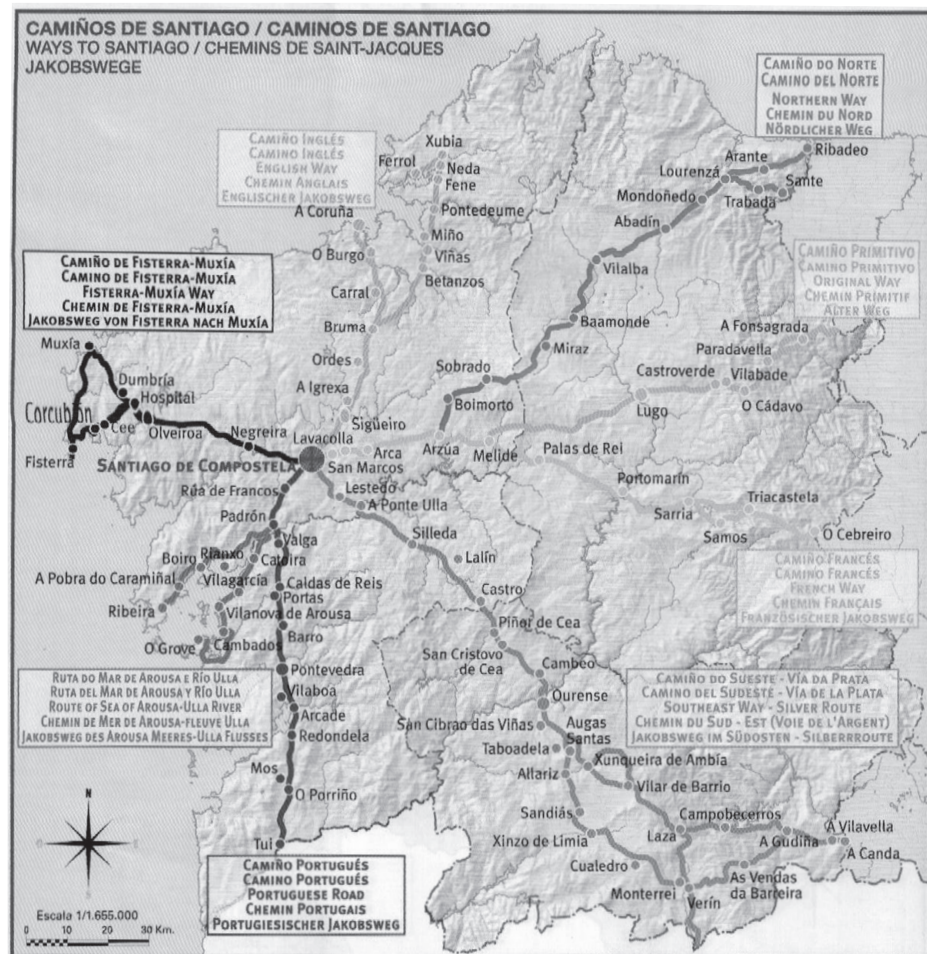 CAMIÑOS DE SANTIAGO / CAMINOS DE SANTIAGO
WAYS TO SANTIAGO / CHEMINS DE SAINT-JACQUES
JAKOBSWEGE
CAMIÑO DO NORTE
CAMINO DEL NORTE
NORTHERN WAY
CHEMIN DU NORD
NÖRDLICHER WEG
CAMIÑO INGLÉS
CAMINO INGLÉS
ENGLISH WAY
CHEMIN ANGLAIS
ENGLISCHER JAKOBSWEG
Xubia
Ferrol
Neda
Fene
Pontedeume
Miño
Viñas
Betanzos
A Coruña
O Burgo
Carral
Bruma
Ordes
A Igrexa
Sigüeiro
Ribadeo
Arante
Lourenzá
Sante
Trabada
Mondoñedo
Abadín
Vilalba
Baamonde
Miraz
Sobrado
Boimorto
CAMIÑO PRIMITIVO
CAMINO PRIMITIVO
ORIGINAL WAY
CHEMIN PRIMITIF
ALTER WEG
A Fonsagrada
Paradavella
Castroverde
Vilabade
O Cádavo
Lugo
CAMIÑO DE FISTERRA-MUXÍA
CAMINO DE FISTERRA-MUXÍA
FISTERRA-MUXÍA WAY
CHEMIN DE FISTERRA-MUXÍA
JAKOBSWEG VON FISTERRA NACH MUXÍA
Muxía
Dumbría
Hospital
Corcubión
Cee
Olveiroa
Negreira
Fisterra
SANTIAGO DE COMPOSTELA
Lavacolla
San Marcos
Arca
Arzúa
Melide
Palas de Rei
Portomarín
Sarria
Triacastela
Samos
O Cebreiro
CAMIÑO FRANCÉS
CAMINO FRANCÉS
FRENCH WAY
CHEMIN FRANÇAIS
FRANZÖSISCHER JAKOBSWEG
Rúa de Francos
Padrón
Lestedo
A Ponte Ulla
Silleda
Lalín
Castro
Piñor de Cea
San Cristovo
de Cea
Cambeo
Ourense
Valga
Catoira
Rianxo
Boiro
A Pobra do Caramiñal
Ribeira
Vilagarcía
Vilanova de Arousa
Cambados
O Grove
Caldas de Reis
Portas
Barro
Pontevedra
Vilaboa
Arcade
Redondela
Mos
O Porriño
Tui
RUTA DO MAR DE AROUSA E RÍO ULLA
RUTA DEL MAR DE AROUSA Y RÍO ULLA
ROUTE OF SEA OF AROUSA-ULLA RIVER
CHEMIN DE MER DE AROUSA-FLEUVE ULLA
JAKOBSWEG DES AROUSA MEERES-ULLA FLUSSES
CAMIÑO DO SUESTE - VÍA DA PRATA
CAMINO DEL SUDESTE - VÍA DE LA PLATA
SOUTHEAST WAY - SILVER ROUTE
CHEMIN DU SUD - EST (VOIE DE L'ARGENT)
JAKOBSWEG IM SÜDOSTEN - SILBERRROUTE
San Cibrao das Viñas
Augas
Santas
Taboadela
Xunqueira de Ambía
Allariz
Vilar de Barrio
Sandiás
Campobecerros
Laza
Xinzo de Limia
A Vilavella
A Gudiña
A Canda
Cualedro
As Vendas
da Barreira
Monterrei
Verín
CAMIÑO PORTUGUÉS
CAMINO PORTUGUÉS
PORTUGUESE ROAD
CHEMIN PORTUGAIS
PORTUGIESISCHER JAKOBSWEG
N
S
Escala 1/1.655.000
0 10 20 30 Km.